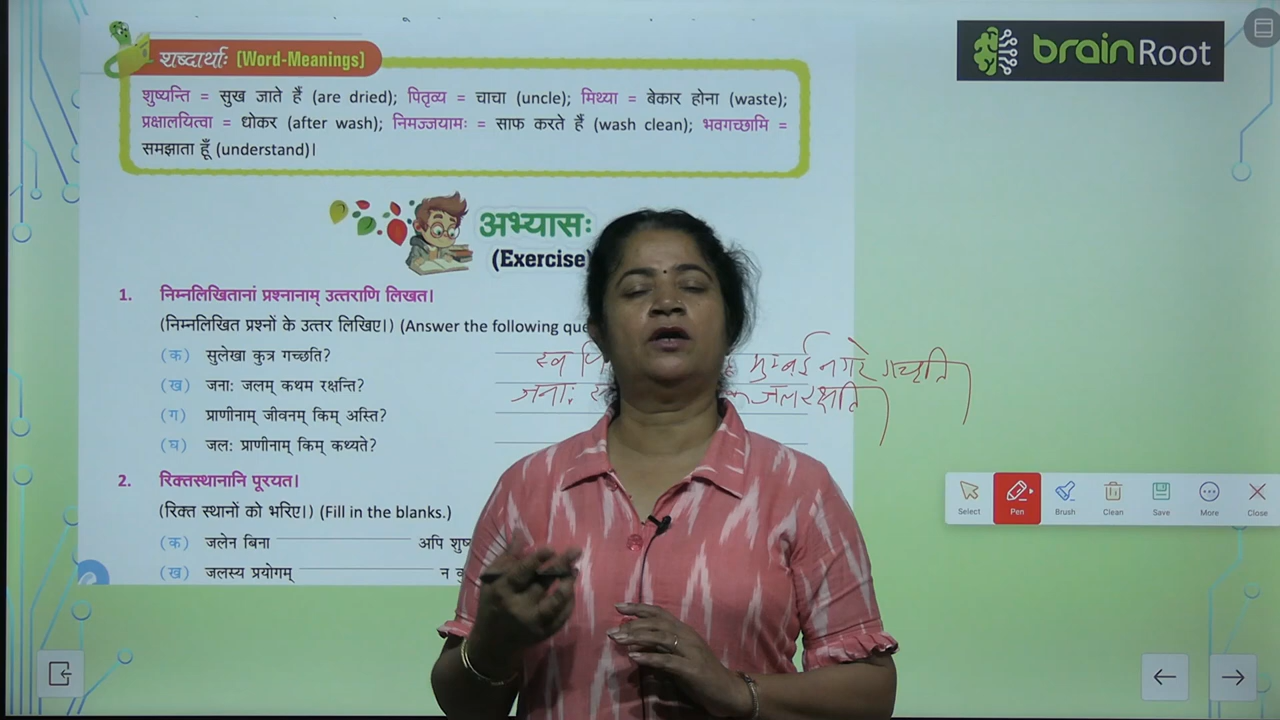 brainRoot
शब्दार्थाः (Word-Meanings)
शुष्यन्ति = सुख जाते हैं (are dried); पितृव्य = चाचा (uncle); मिथ्या = बेकार होना (waste);
प्रक्षालयित्वा = धोकर (after wash); निमज्जयामः = साफ करते हैं (wash clean); भवगच्छामि =
समझाता हूँ (understand)।
अभ्यासः
(Exercise)
1. निम्नलिखितानां प्रश्नानाम् उत्तराणि लिखत।
(निम्नलिखित प्रश्नों के उत्तर लिखिए।) (Answer the following
(क) सुलेखा कुत्र गच्छति? स्व मुम्बई नगरे गच्छति
(ख) जनाः जलम् कथम रक्षन्ति? जनाः जल रक्षति
(ग) प्राणीनाम् जीवनम् किम् अस्ति?
(घ) जलः प्राणीनाम् किम् कथ्यते?
2. रिक्तस्थानानि पूरयत।
(रिक्त स्थानों को भरिए।) (Fill in the blanks.)
(क) जलेन बिना अपि
(ख) जलस्य प्रयोगम् न
Select Pen Brush Clean Save More Close